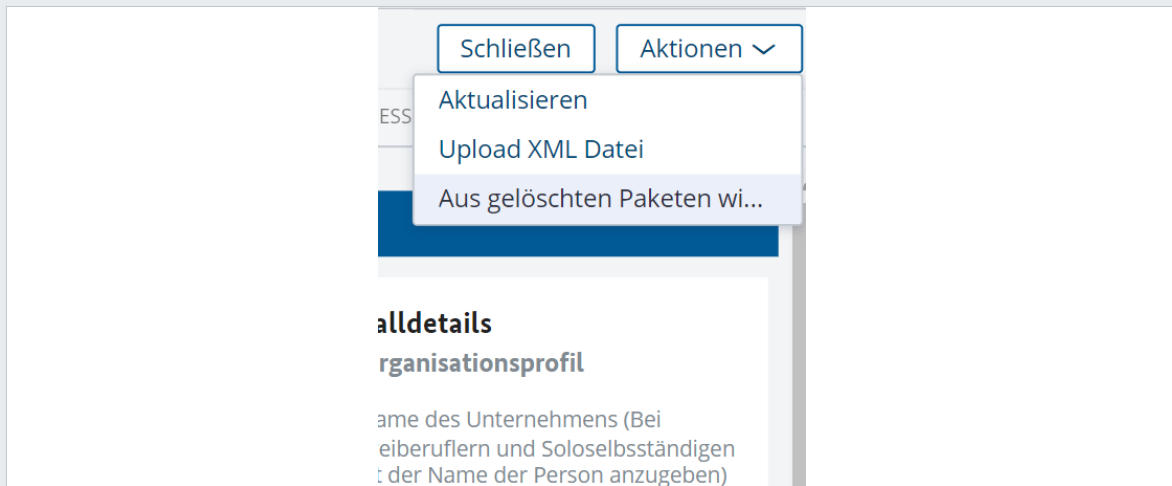 Schließen
Aktionen
Aktualisieren
ESS
Upload XML Datei
Aus gelöschten Paketen wi...
alldetails
rganisationsprofil
ame des Unternehmens (Bei
eiberuflern und Soloselbsständigen
t der Name der Person anzugeben)